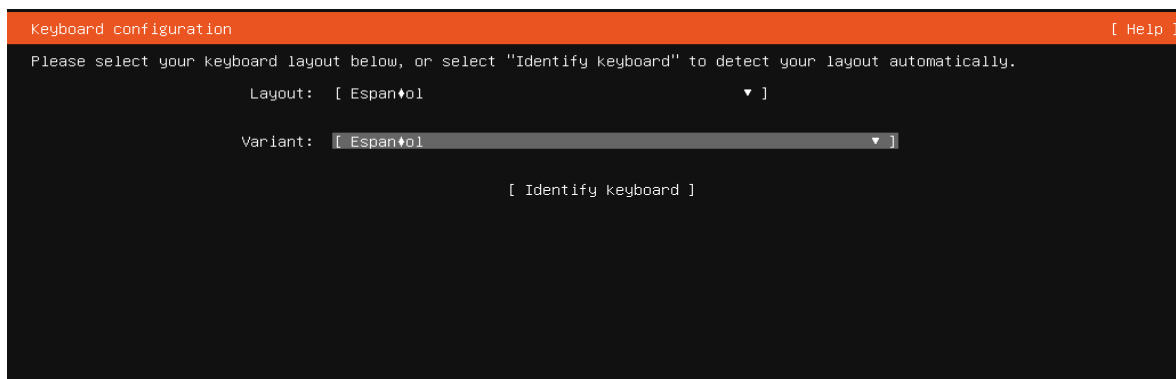 Keyboard configuration [ Help ]
Please select your keyboard layout below, or select "Identify keyboard" to detect your layout automatically.
Layout: [ Espan♦ol ▼ ]
Variant: [ Espan♦ol ▼ ]
[ Identify keyboard ]